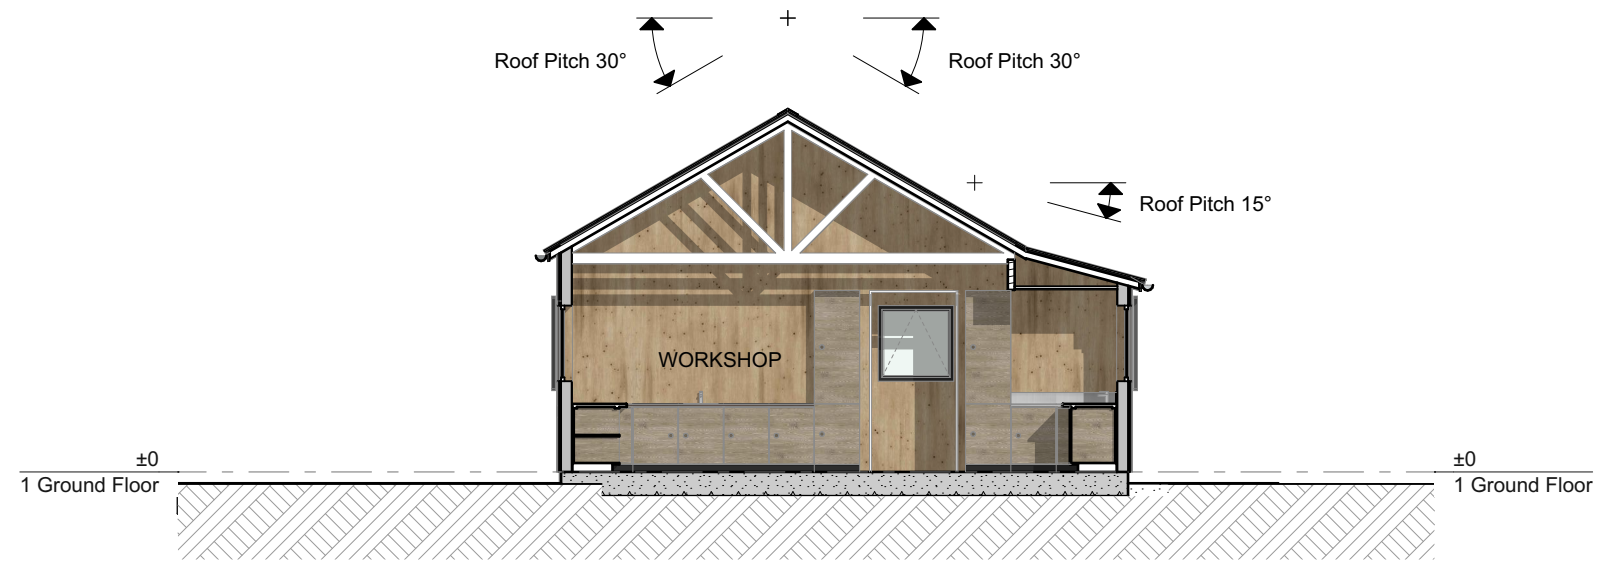 Roof Pitch 30°
Roof Pitch 30°
Roof Pitch 15°
WORKSHOP
±0
1 Ground Floor
±0
1 Ground Floor